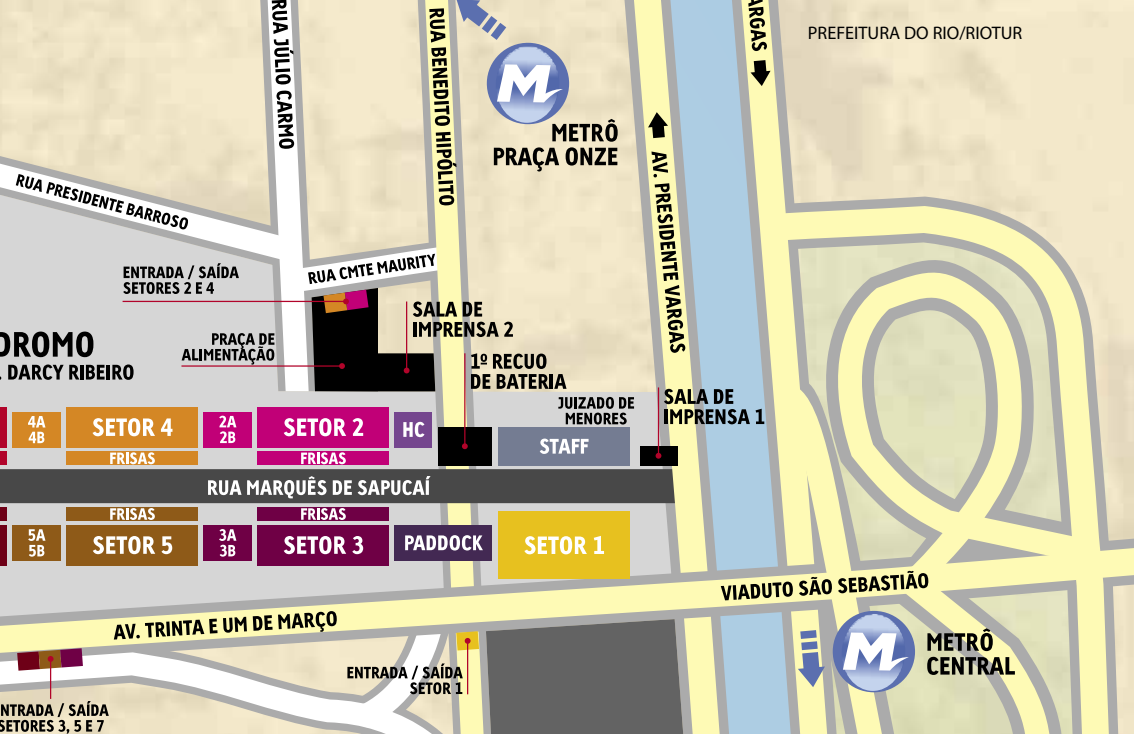 RUA JÚLIO CARMO
RUA BENEDITO HIPÓLITO
ARGAS
PREFEITURA DO RIO/RIOTUR
M
METRÔ
PRAÇA ONZE
AV. PRESIDENTE VARGAS
RUA PRESIDENTE BARROSO
RUA CMTE MAURITY
ENTRADA / SAÍDA
SETORES 2 E 4
SALA DE
IMPRENSA 2
DROMO
. DARCY RIBEIRO
PRAÇA DE
ALIMENTAÇÃO
1º RECUO
DE BATERIA
JUIZADO DE
MENORES
SALA DE
IMPRENSA 1
4A
4B
SETOR 4
FRISAS
2A
2B
SETOR 2
FRISAS
HC
STAFF
RUA MARQUÊS DE SAPUCAÍ
5A
5B
FRISAS
SETOR 5
3A
3B
FRISAS
SETOR 3
PADDOCK
SETOR 1
AV. TRINTA E UM DE MARÇO
VIADUTO SÃO SEBASTIÃO
M
METRÔ
CENTRAL
ENTRADA / SAÍDA
SETOR 1
NTRADA / SAÍDA
SETORES 3, 5 E 7